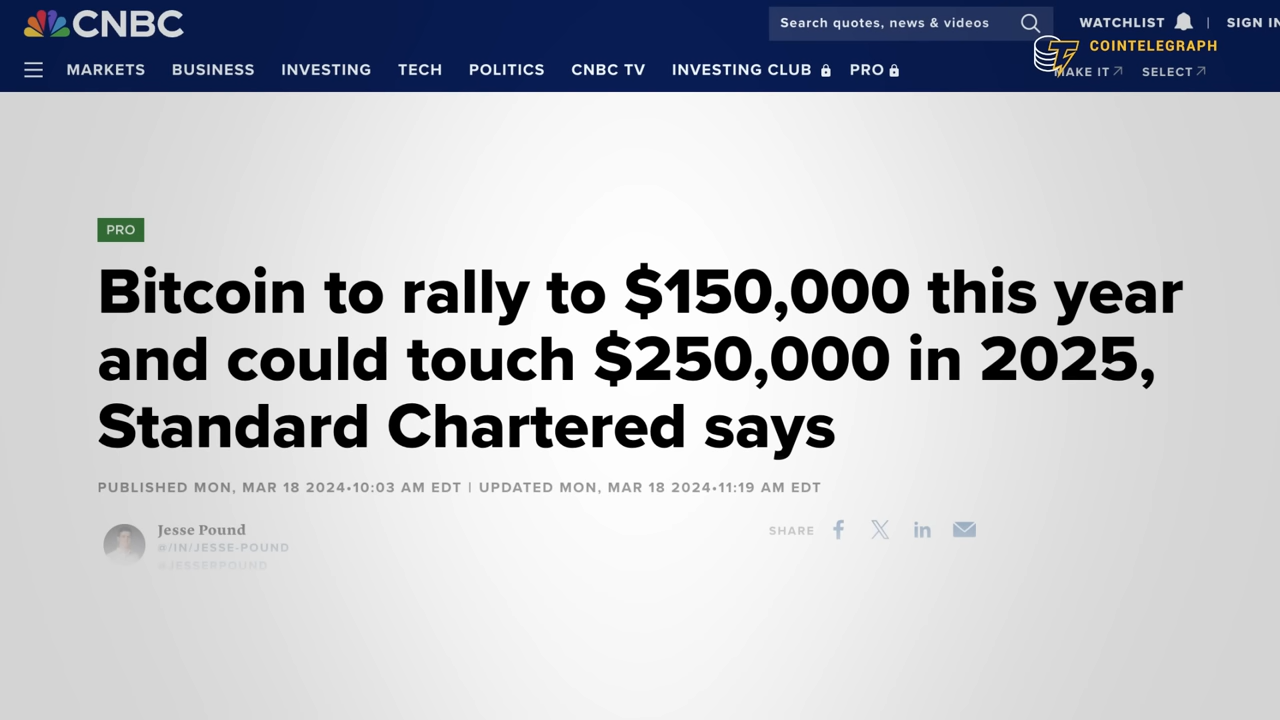 CNBC
Search quotes, news & videos
WATCHLIST
|
SIGN IN
COINTELEGRAPH
MARKETS
BUSINESS
INVESTING
TECH
POLITICS
CNBC TV
INVESTING CLUB
PRO
MAKE IT
SELECT
PRO
Bitcoin to rally to $150,000 this year
and could touch $250,000 in 2025,
Standard Chartered says
PUBLISHED MON, MAR 18 2024•10:03 AM EDT | UPDATED MON, MAR 18 2024•11:19 AM EDT
Jesse Pound
@/IN/JESSE-POUND
@JESSERPOUND
SHARE